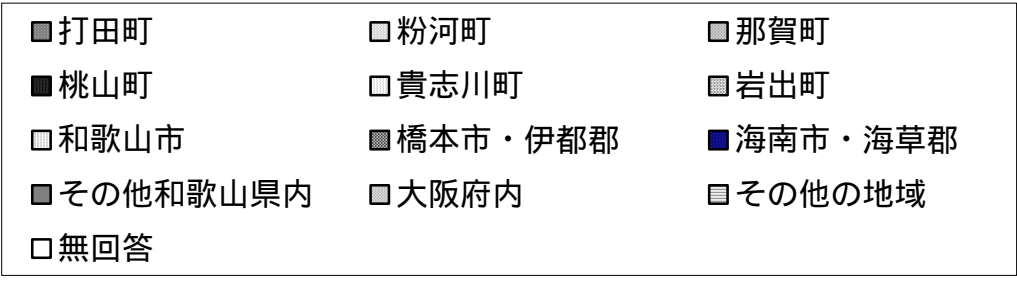 打田町 粉河町 那賀町
桃山町 貴志川町 岩出町
和歌山市 橋本市・伊都郡 海南市・海草郡
その他和歌山県内 大阪府内 その他の地域
無回答